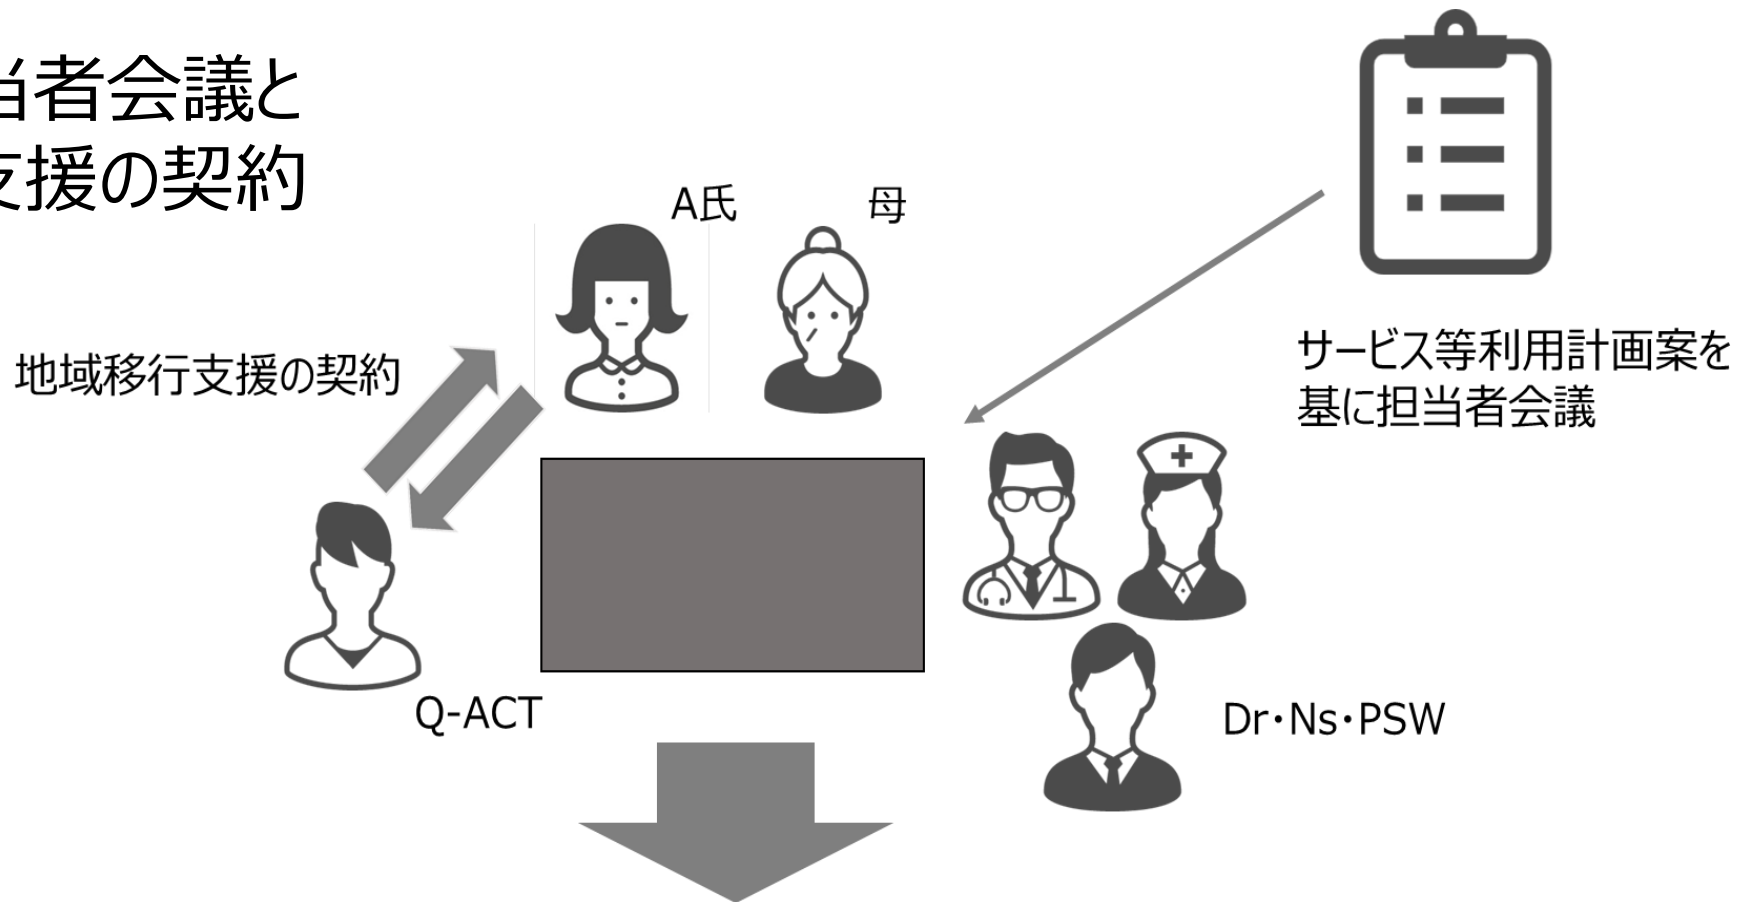 当者会議と
支援の契約
A氏
母
地域移行支援の契約
サービス等利用計画案を
基に担当者会議
Q-ACT
Dr・Ns・PSW